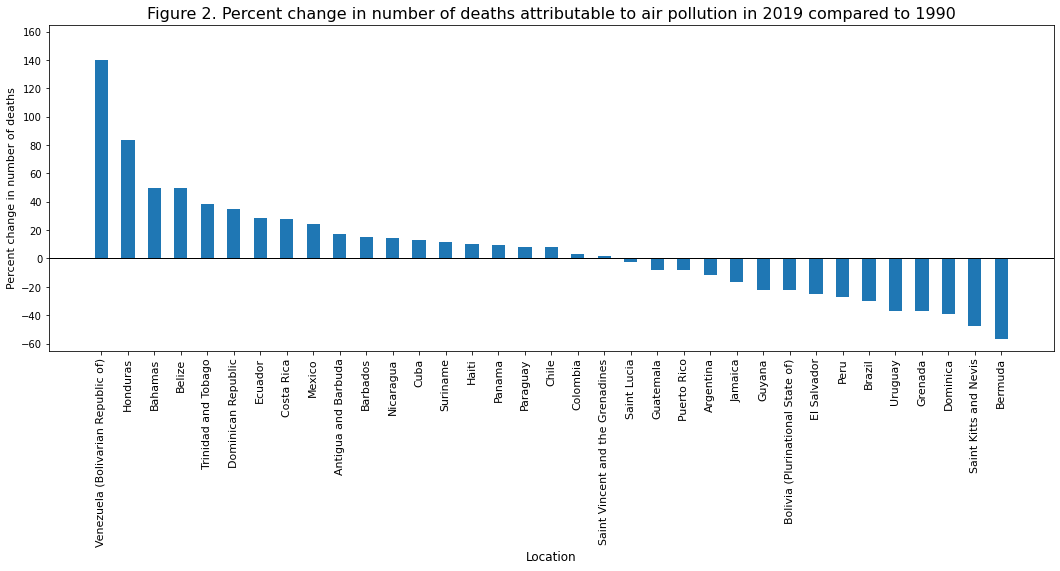 Figure 2. Percent change in number of deaths attributable to air pollution in 2019 compared to 1990
Percent change in number of deaths
160
140
120
100
80
60
40
20
0
−20
−40
−60
Venezuela (Bolivarian Republic of)
Honduras
Bahamas
Belize
Trinidad and Tobago
Dominican Republic
Ecuador
Costa Rica
Mexico
Antigua and Barbuda
Barbados
Nicaragua
Cuba
Suriname
Haiti
Panama
Paraguay
Chile
Colombia
Saint Vincent and the Grenadines
Saint Lucia
Guatemala
Puerto Rico
Argentina
Jamaica
Guyana
Bolivia (Plurinational State of)
El Salvador
Peru
Brazil
Uruguay
Grenada
Dominica
Saint Kitts and Nevis
Bermuda
Location